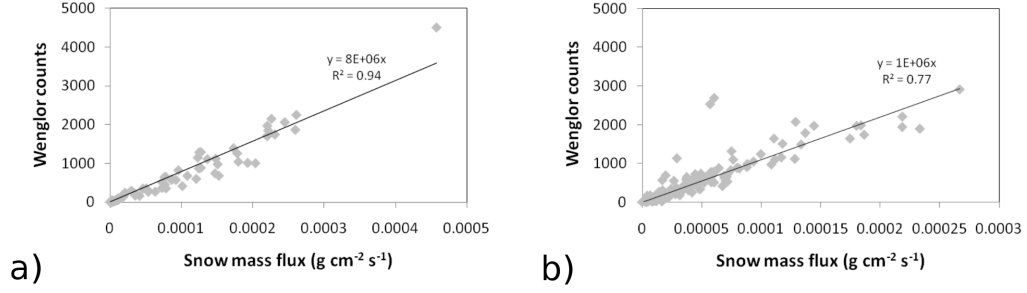 5000
4000
3000
2000
1000
0
Wenglor counts
y = 8E+06x
R² = 0.94
0 0.0001 0.0002 0.0003 0.0004 0.0005
Snow mass flux (g cm⁻² s⁻¹)
a)
5000
4000
3000
2000
1000
0
Wenglor counts
y = 1E+06x
R² = 0.77
0 0.00005 0.0001 0.00015 0.0002 0.00025 0.0003
Snow mass flux (g cm⁻² s⁻¹)
b)